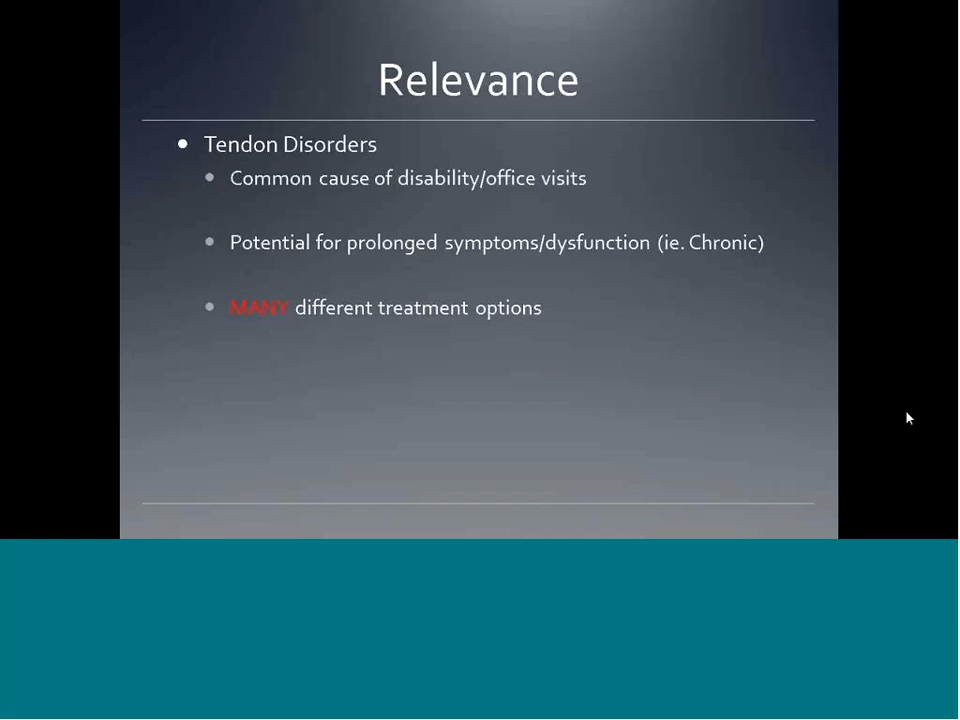 Relevance
Tendon Disorders
Common cause of disability/office visits
Potential for prolonged symptoms/dysfunction (ie. Chronic)
MANY different treatment options